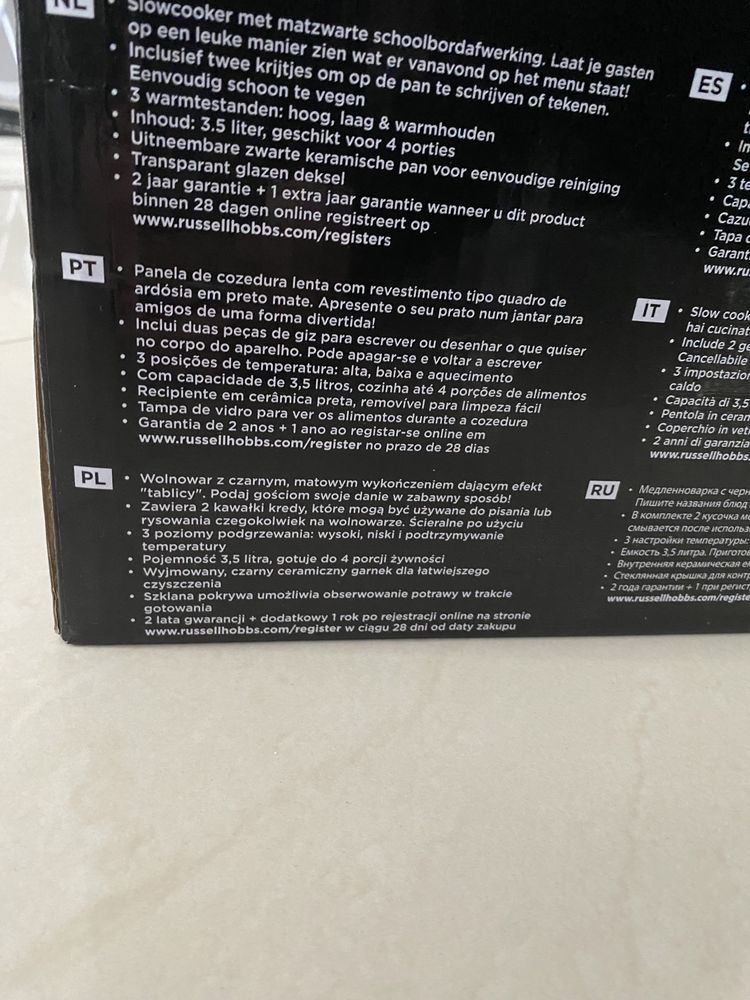 NL
• Slowcooker met matzwarte schoolbordafwerking. Laat je gasten
op een leuke manier zien wat er vanavond op het menu staat!
• Inclusief twee krijtjes om op de pan te schrijven of tekenen.
Eenvoudig schoon te vegen
• 3 warmtestanden: hoog, laag & warmhouden
• Inhoud: 3.5 liter, geschikt voor 4 porties
• Uitneembare zwarte keramische pan voor eenvoudige reiniging
• Transparant glazen deksel
• 2 jaar garantie + 1 extra jaar garantie wanneer u dit product
binnen 28 dagen online registreert op
www.russellhobbs.com/registers
PT
• Panela de cozedura lenta com revestimento tipo quadro de
ardósia em preto mate. Apresente o seu prato num jantar para
amigos de uma forma divertida!
• Inclui duas peças de giz para escrever ou desenhar o que quiser
no corpo do aparelho. Pode apagar-se e voltar a escrever
• 3 posições de temperatura: alta, baixa e aquecimento
• Com capacidade de 3,5 litros, cozinha até 4 porções de alimentos
• Recipiente em cerâmica preta, removível para limpeza fácil
• Tampa de vidro para ver os alimentos durante a cozedura
• Garantia de 2 anos + 1 ano ao registar-se online em
www.russellhobbs.com/register no prazo de 28 dias
PL
• Wolnowar z czarnym, matowym wykończeniem dającym efekt
"tablicy". Podaj gościom swoje danie w zabawny sposób!
• Zawiera 2 kawałki kredy, które mogą być używane do pisania lub
rysowania czegokolwiek na wolnowarze. Ścieralne po użyciu
• 3 poziomy podgrzewania: wysoki, niski i podtrzymywanie
temperatury
• Pojemność 3,5 litra, gotuje do 4 porcji żywności
• Wyjmowany, czarny ceramiczny garnek dla łatwiejszego
czyszczenia
• Szklana pokrywa umożliwia obserwowanie potrawy w trakcie
gotowania
• 2 lata gwarancji + dodatkowy 1 rok po rejestracji online na stronie
www.russellhobbs.com/register w ciągu 28 dni od daty zakupu
ES
•
• In
Se
• 3 te
• Capa
• Cazu
• Tapa d
• Garant
www.ru
IT
• Slow cook
hai cucinat
• Include 2 ge
Cancellabile
• 3 impostazion
caldo
• Capacità di 3,5
• Pentola in ceram
• Coperchio in vet
• 2 anni di garanzia
www.russellhobbs.
RU
• Медленноварка с черн
Пишите названия блюд
• В комплекте 2 кусочка м
смывается после использ
• 3 настройки температуры:
• Емкость 3,5 литра. Приготов
• Внутренняя керамическая ем
• Стеклянная крышка для конт
• 2 года гарантии + 1 при регист
www.russellhobbs.com/registe